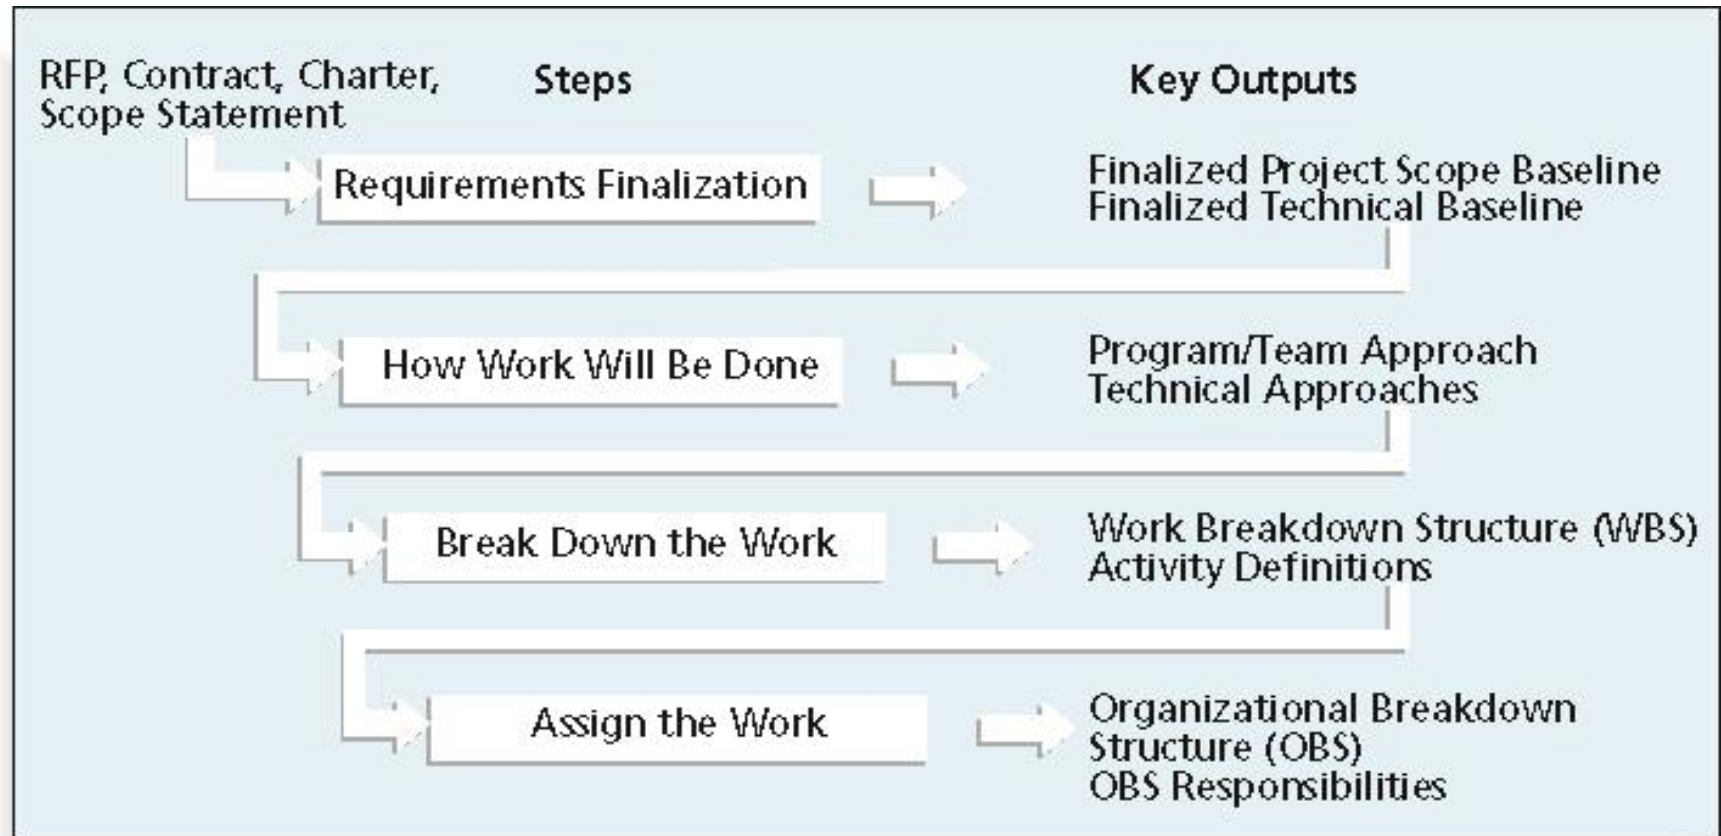 RFP, Contract, Charter,
Scope Statement
Steps
Key Outputs
Requirements Finalization
Finalized Project Scope Baseline
Finalized Technical Baseline
How Work Will Be Done
Program/Team Approach
Technical Approaches
Break Down the Work
Work Breakdown Structure (WBS)
Activity Definitions
Assign the Work
Organizational Breakdown
Structure (OBS)
OBS Responsibilities